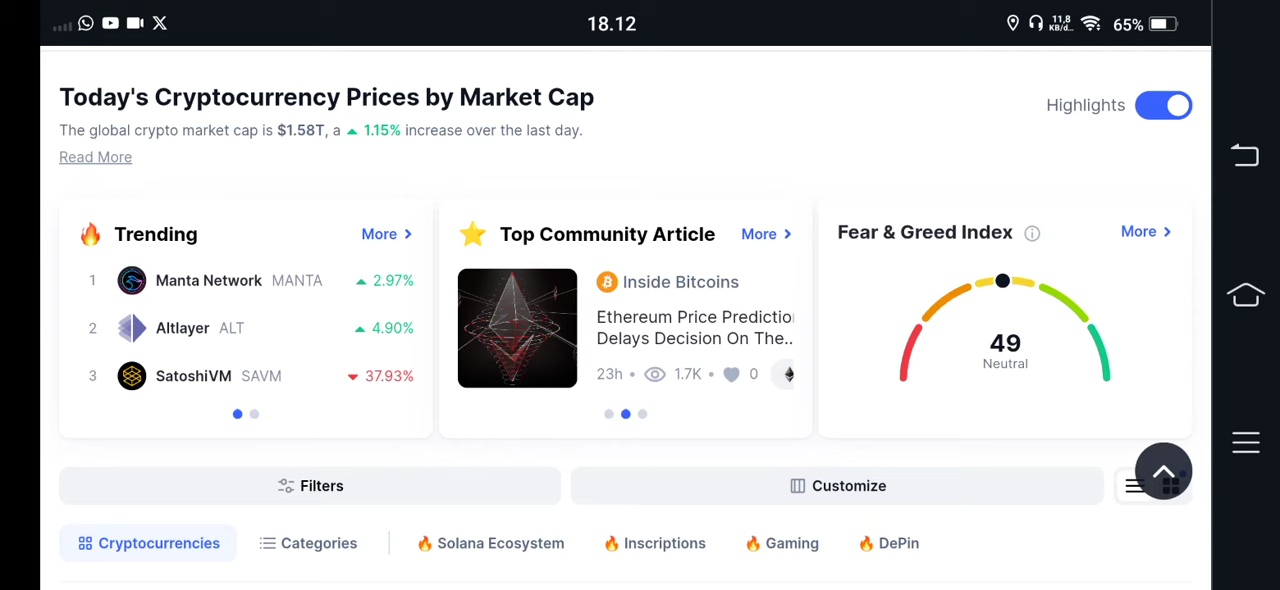 18.12
11,8
KB/d...
65%
Today's Cryptocurrency Prices by Market Cap
Highlights
The global crypto market cap is $1.58T, a 1.15% increase over the last day.
Read More
Trending
More
1 Manta Network MANTA 2.97%
2 Altlayer ALT 4.90%
3 SatoshiVM SAVM 37.93%
Top Community Article
More
Inside Bitcoins
Ethereum Price Predictio
Delays Decision On The..
23h • 1.7K • 0
Fear & Greed Index
More
49
Neutral
Filters
Customize
Cryptocurrencies
Categories
Solana Ecosystem
Inscriptions
Gaming
DePin